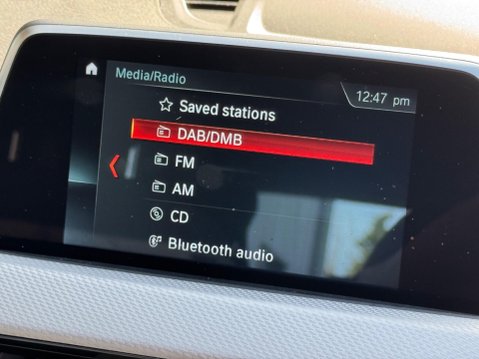 Media/Radio
12:47 pm
Saved stations
DAB/DMB
FM
AM
CD
Bluetooth audio